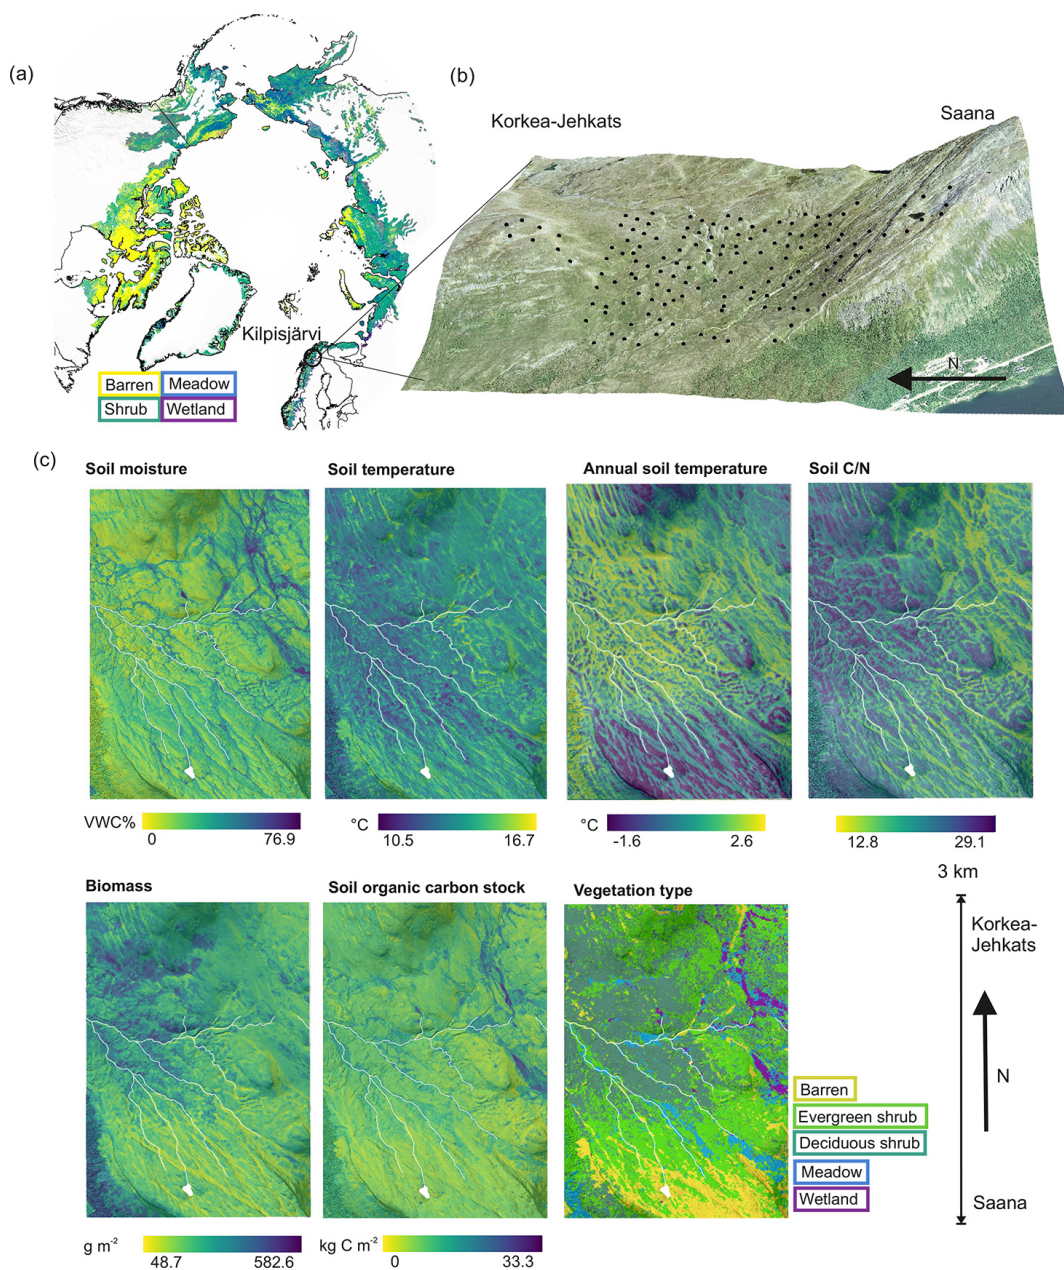 (a)
Kilpisjärvi
Barren
Meadow
Shrub
Wetland
(b)
Korkea-Jehkats
Saana
N
(c)
Soil moisture
Soil temperature
Annual soil temperature
Soil C/N
VWC%
0
76.9
°C
10.5
16.7
°C
-1.6
2.6
12.8
29.1
Biomass
Soil organic carbon stock
Vegetation type
3 km
Korkea-
Jehkats
N
Saana
Barren
Evergreen shrub
Deciduous shrub
Meadow
Wetland
g m-2
48.7
582.6
kg C m-2
0
33.3